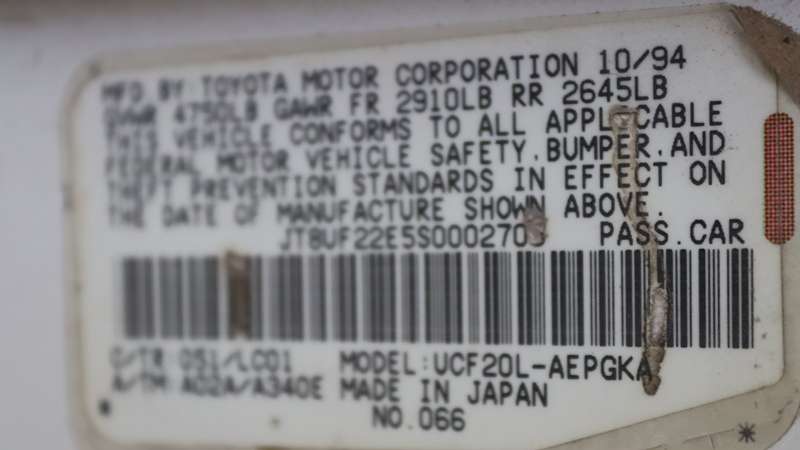 MFD BY:TOYOTA MOTOR CORPORATION 10/94
GVWR 4750LB GAWR FR 2910LB RR 2645LB
THIS VEHICLE CONFORMS TO ALL APPLICABLE
FEDERAL MOTOR VEHICLE SAFETY,BUMPER,AND
THEFT PREVENTION STANDARDS IN EFFECT ON
THE DATE OF MANUFACTURE SHOWN ABOVE.
PASS.CAR
C/TR:051/LC01 MODEL:UCF20L-AEPGKA
A/TM:A02A/A340E MADE IN JAPAN
NO.066